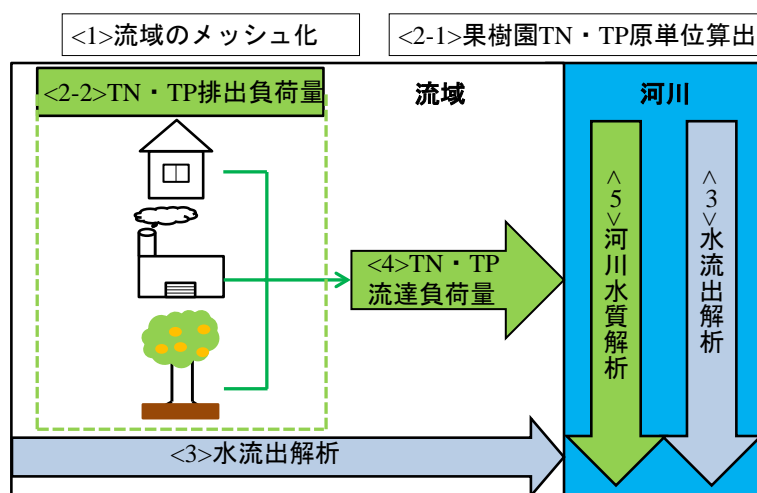 <1>流域のメッシュ化
<2-1>果樹園TN・TP原単位算出
<2-2>TN・TP排出負荷量
流域
河川
<4>TN・TP
流達負荷量
<5>河川水質解析
<3>水流出解析
<3>水流出解析